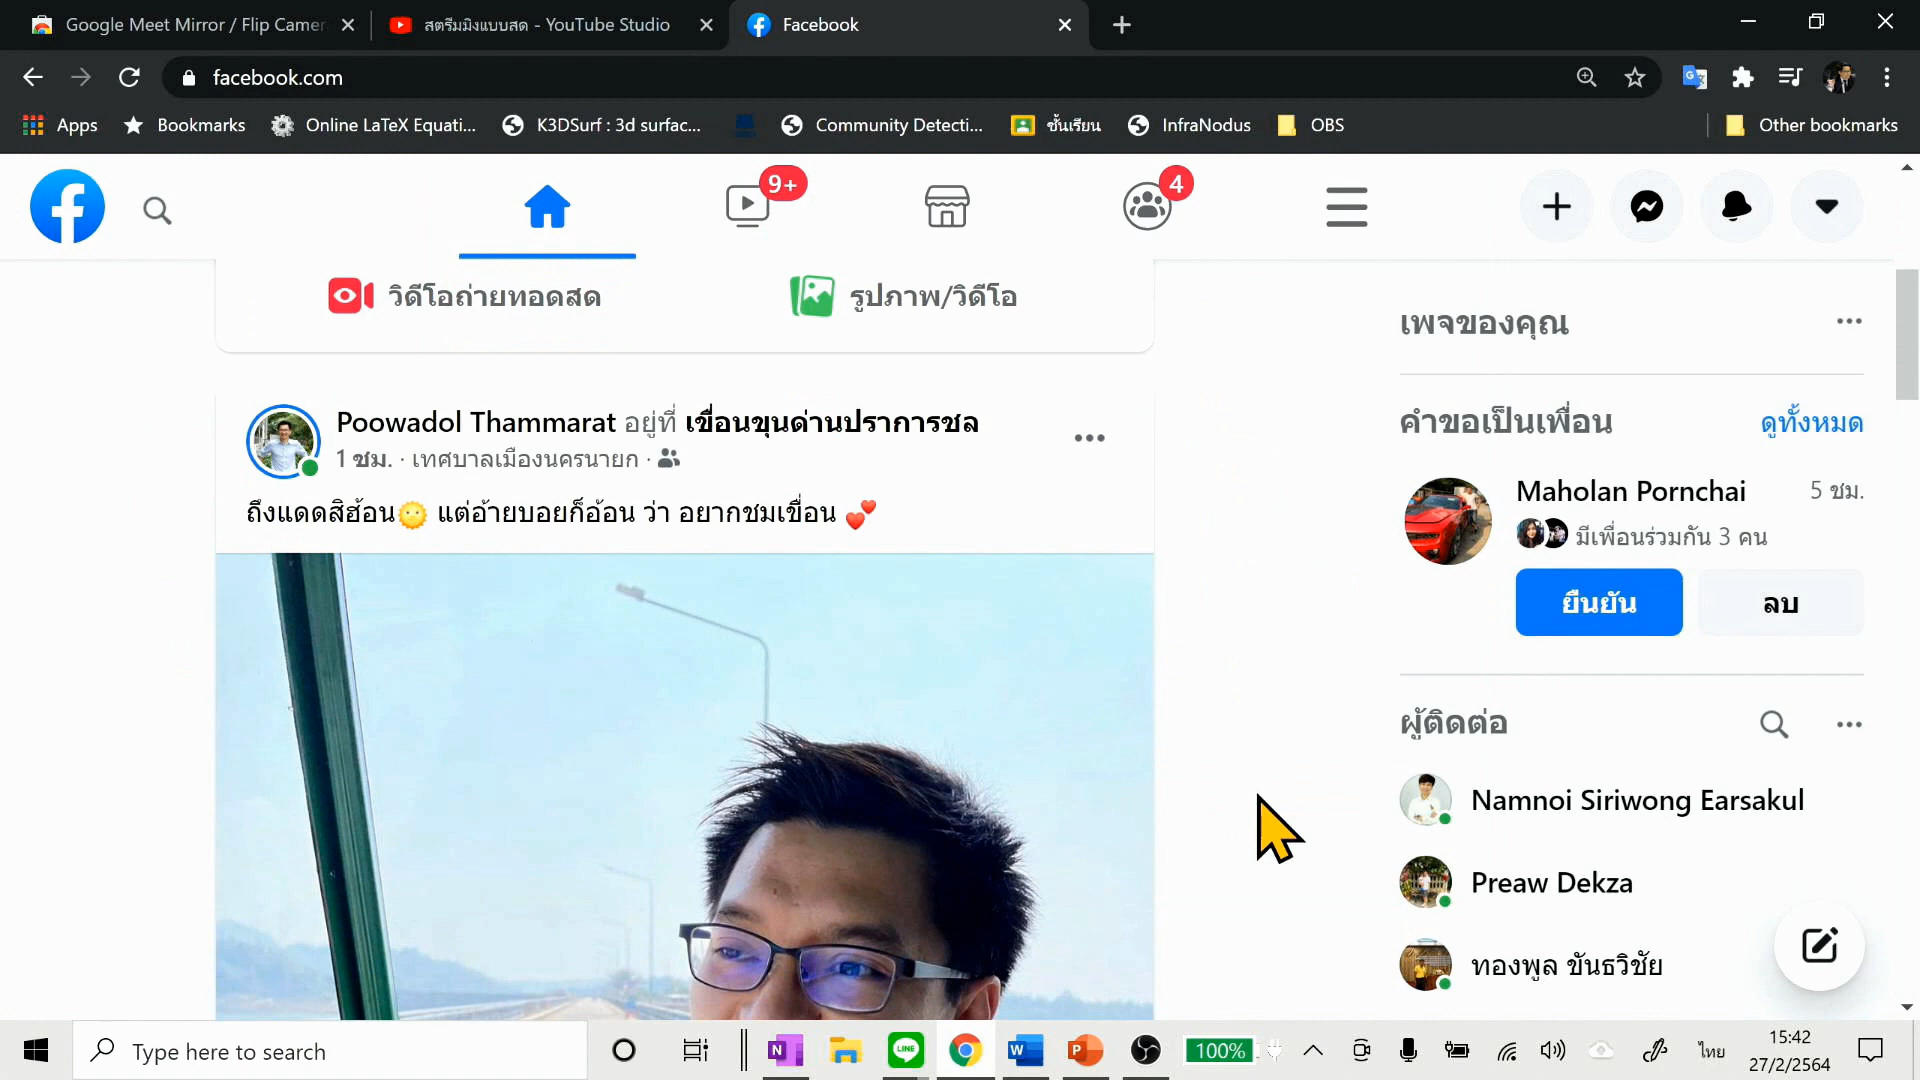 Google Meet Mirror / Flip Camer
สตรีมมิงแบบสด - YouTube Studio
Facebook
facebook.com
Apps
Bookmarks
Online LaTeX Equati...
K3DSurf : 3d surfac...
Community Detecti...
ชั้นเรียน
InfraNodus
OBS
Other bookmarks
9+
4
วิดีโอถ่ายทอดสด
รูปภาพ/วิดีโอ
Poowadol Thammarat อยู่ที่ เขื่อนขุนด่านปราการชล
1 ชม. · เทศบาลเมืองนครนายก ·
ถึงแดดสิฮ้อน🌞 แต่อ้ายบอยก็อ้อน ว่า อยากชมเขื่อน 💕
เพจของคุณ
คำขอเป็นเพื่อน
ดูทั้งหมด
Maholan Pornchai
5 ชม.
มีเพื่อนร่วมกัน 3 คน
ยืนยัน
ลบ
ผู้ติดต่อ
Namnoi Siriwong Earsakul
Preaw Dekza
ทองพูล ขันธวิชัย
Type here to search
N
LINE
W
P
100%
ไทย
15:42
27/2/2564